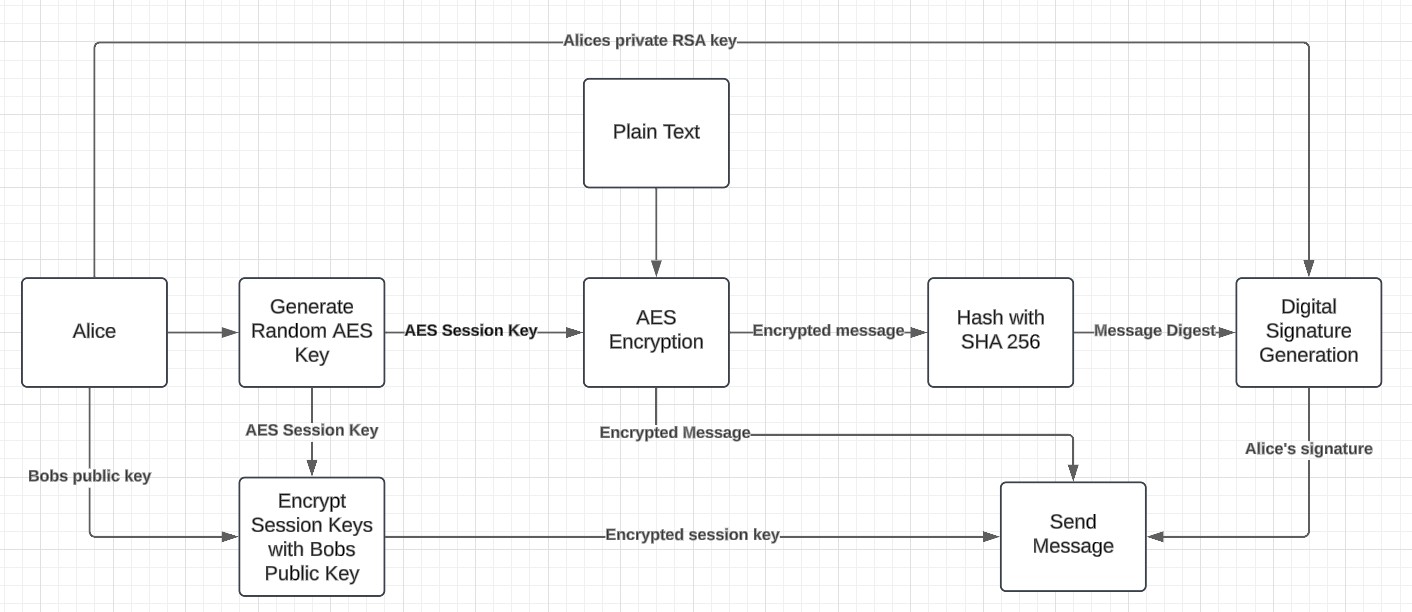 Alices private RSA key
Plain Text
Alice
Generate
Random AES
Key
AES Session Key
AES
Encryption
Encrypted message
Hash with
SHA 256
Message Digest
Digital
Signature
Generation
AES Session Key
Encrypted Message
Alice's signature
Bobs public key
Encrypt
Session Keys
with Bobs
Public Key
Encrypted session key
Send
Message